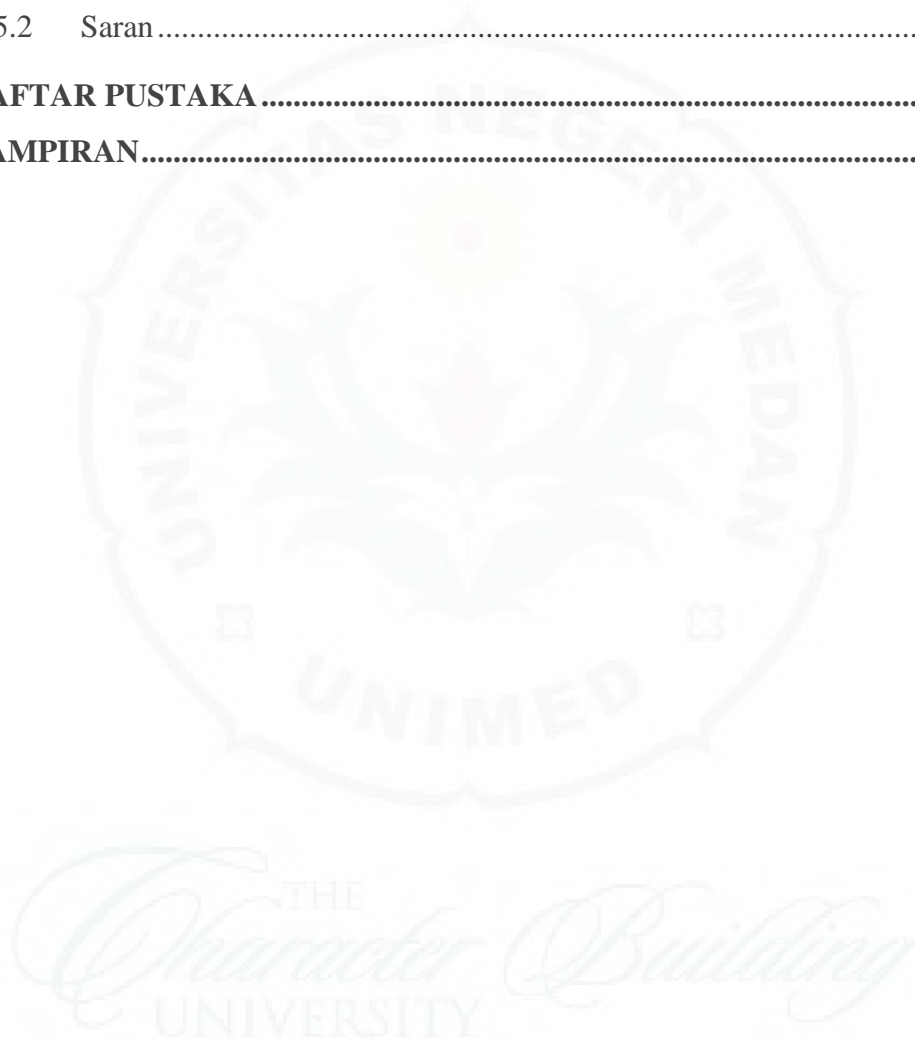 5.2 Saran........................................................................................................
AFTAR PUSTAKA........................................................................................
AMPIRAN.....................................................................................................
UNIVERSITAS NEGERI MEDAN
UNIMED
THE
Character Building
UNIVERSITY